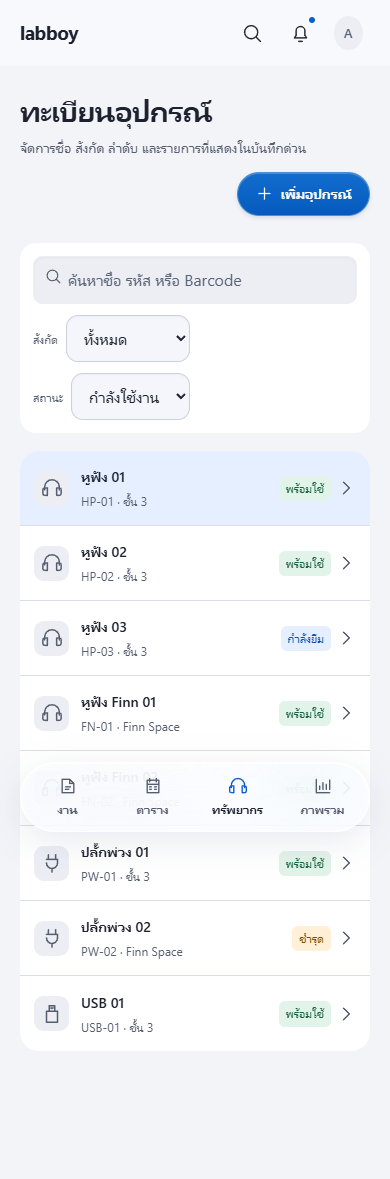 labboy
A
ทะเบียนอุปกรณ์
จัดการชื่อ สังกัด ลำดับ และรายการที่แสดงในบันทึกด่วน
เพิ่มอุปกรณ์
ค้นหาชื่อ รหัส หรือ Barcode
สังกัด
ทั้งหมด
สถานะ
กำลังใช้งาน
หูฟัง 01
HP-01 · ชั้น 3
พร้อมใช้
หูฟัง 02
HP-02 · ชั้น 3
พร้อมใช้
หูฟัง 03
HP-03 · ชั้น 3
กำลังยืม
หูฟัง Finn 01
FN-01 · Finn Space
พร้อมใช้
หูฟัง Finn 02
งาน
ตาราง
ทรัพยากร
ภาพรวม
ปลั๊กพ่วง 01
PW-01 · ชั้น 3
พร้อมใช้
ปลั๊กพ่วง 02
PW-02 · Finn Space
ชำรุด
USB 01
USB-01 · ชั้น 3
พร้อมใช้